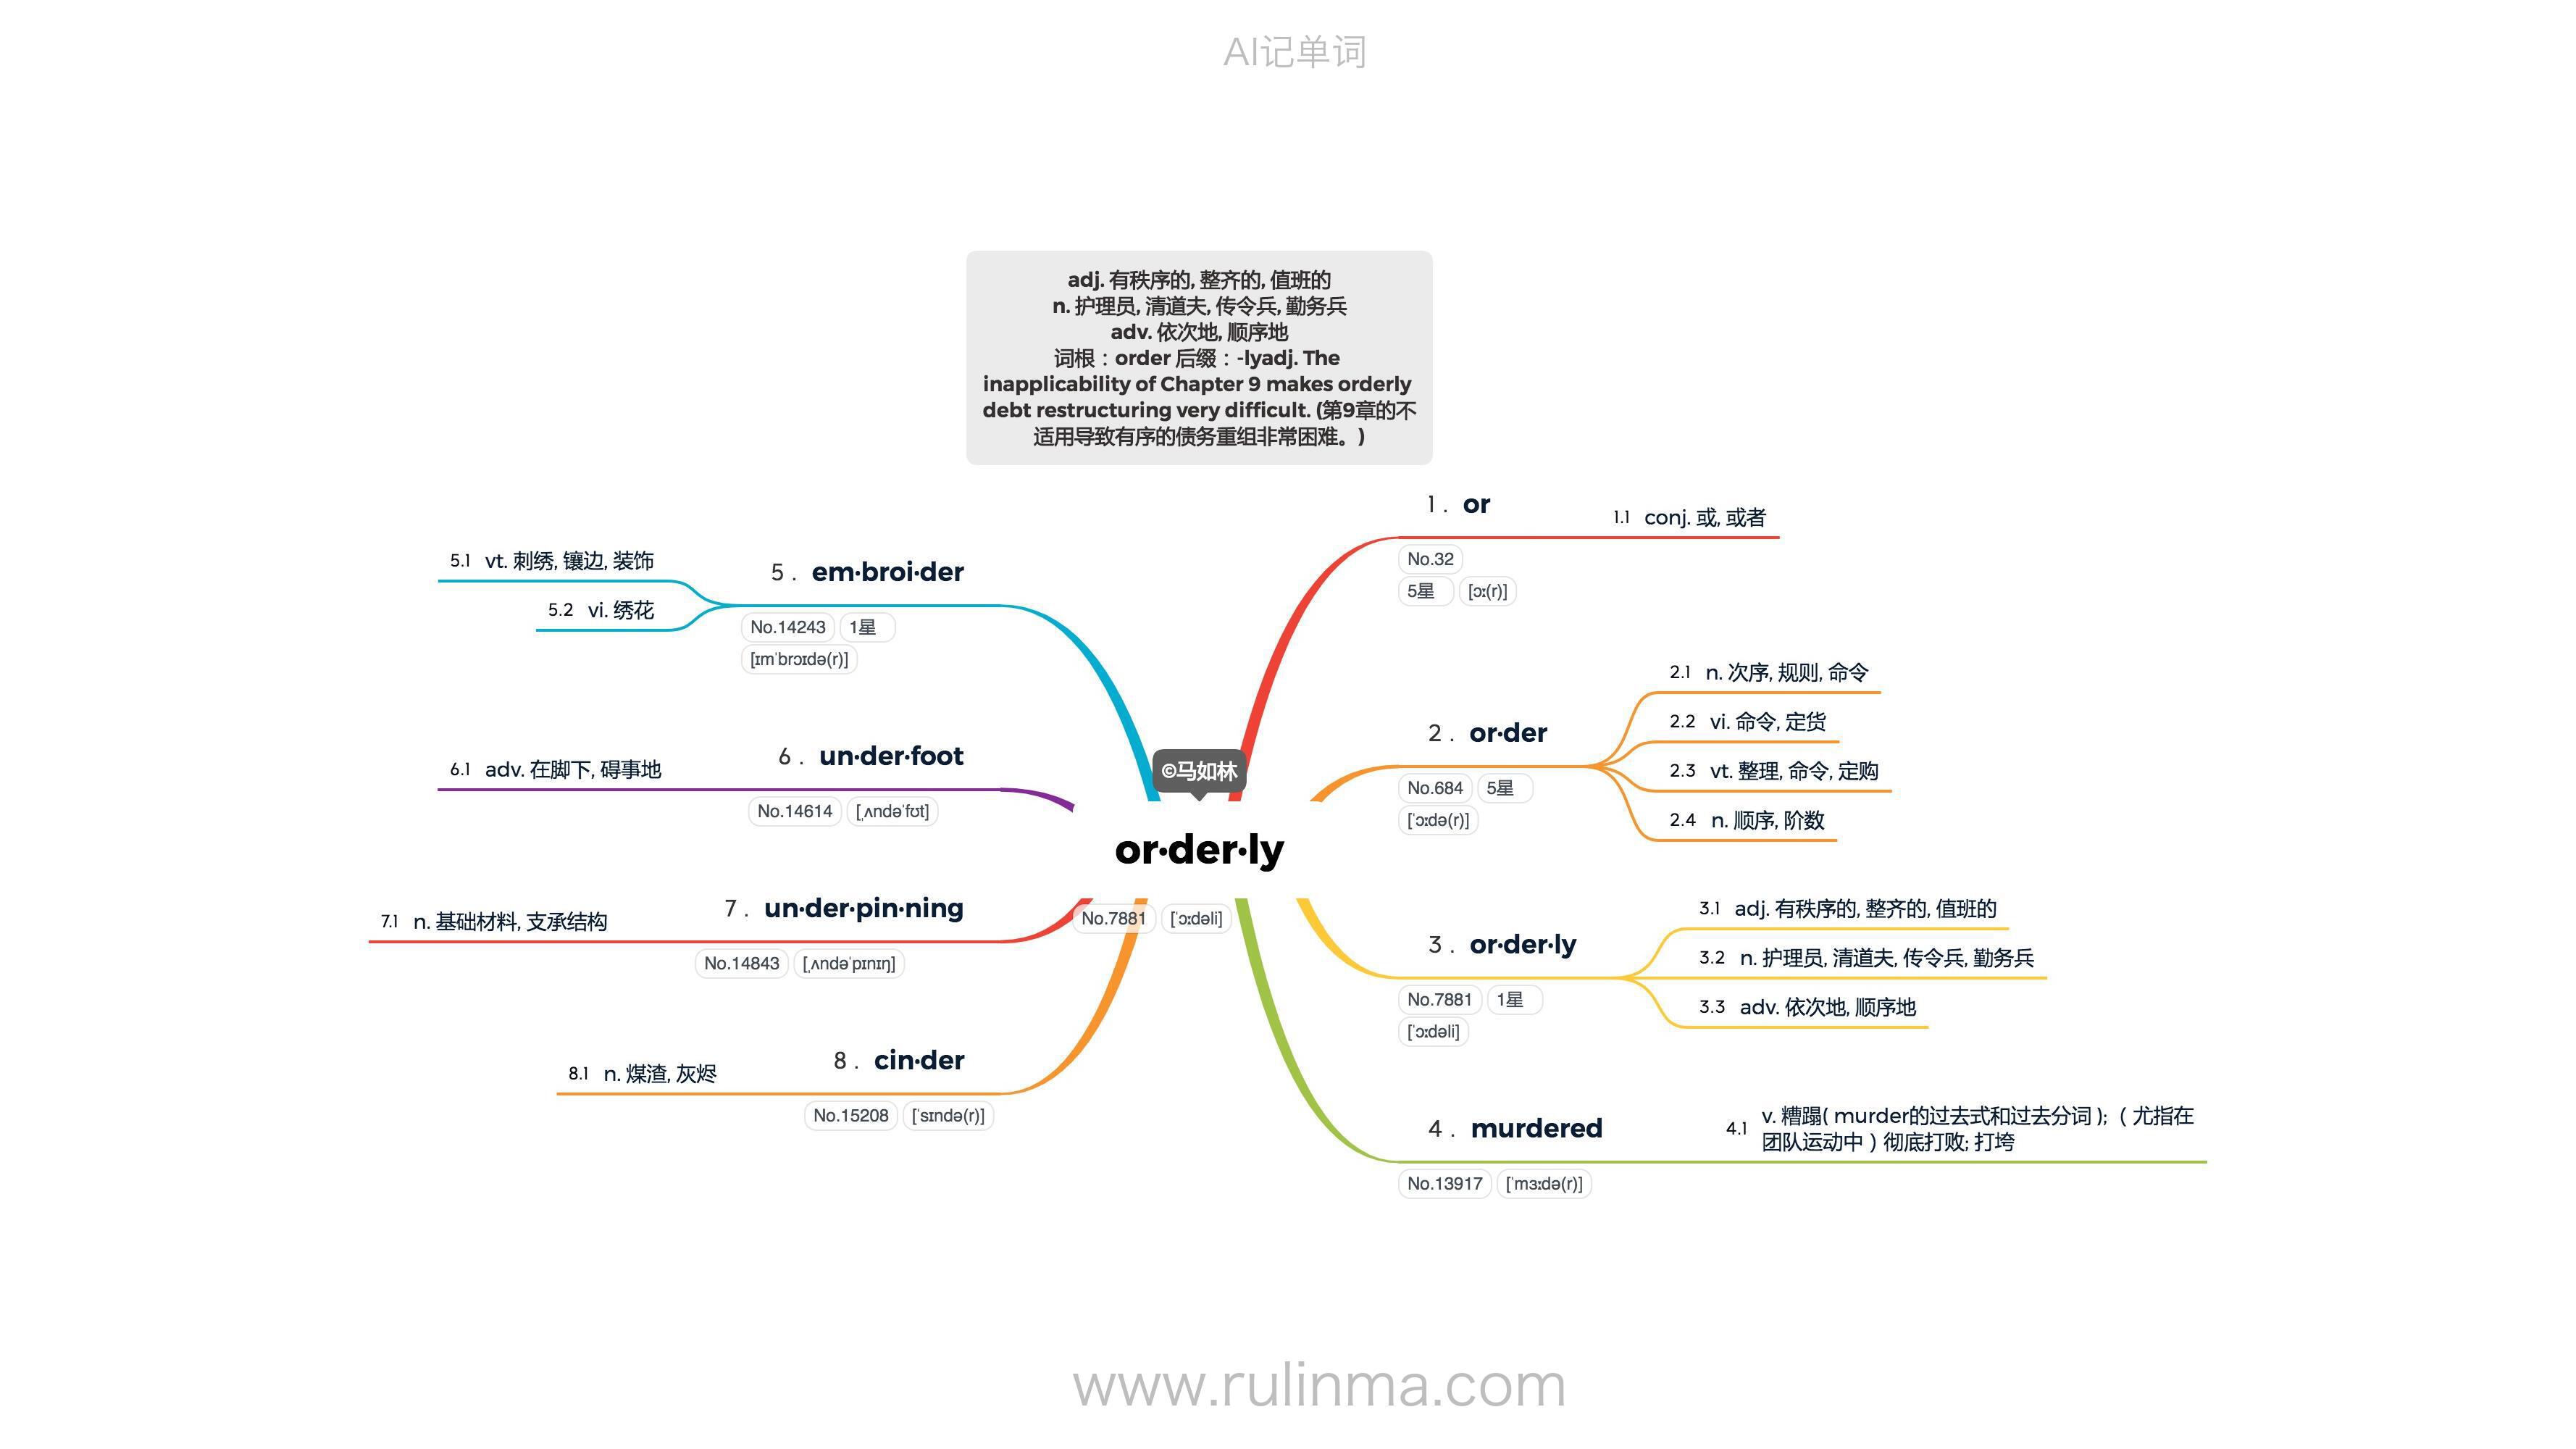 AI记单词
adj. 有秩序的, 整齐的, 值班的
n. 护理员, 清道夫, 传令兵, 勤务兵
adv. 依次地, 顺序地
词根：order 后缀：-lyadj. The
inapplicability of Chapter 9 makes orderly
debt restructuring very difficult. (第9章的不
适用导致有序的债务重组非常困难。)
©马如林
or·der·ly
No.7881 [ˈɔːdəli]
1 . or
No.32
5星 [ɔː(r)]
1.1 conj. 或, 或者
2 . or·der
No.684 5星
[ˈɔːdə(r)]
2.1 n. 次序, 规则, 命令
2.2 vi. 命令, 定货
2.3 vt. 整理, 命令, 定购
2.4 n. 顺序, 阶数
3 . or·der·ly
No.7881 1星
[ˈɔːdəli]
3.1 adj. 有秩序的, 整齐的, 值班的
3.2 n. 护理员, 清道夫, 传令兵, 勤务兵
3.3 adv. 依次地, 顺序地
4 . murdered
No.13917 [ˈmɜːdə(r)]
4.1 v. 糟蹋( murder的过去式和过去分词 );（ 尤指在
团队运动中 ）彻底打败; 打垮
5 . em·broi·der
No.14243 1星
[ɪmˈbrɔɪdə(r)]
5.1 vt. 刺绣, 镶边, 装饰
5.2 vi. 绣花
6 . un·der·foot
No.14614 [ˌʌndəˈfʊt]
6.1 adv. 在脚下, 碍事地
7 . un·der·pin·ning
No.14843 [ˌʌndəˈpɪnɪŋ]
7.1 n. 基础材料, 支承结构
8 . cin·der
No.15208 [ˈsɪndə(r)]
8.1 n. 煤渣, 灰烬
www.rulinma.com